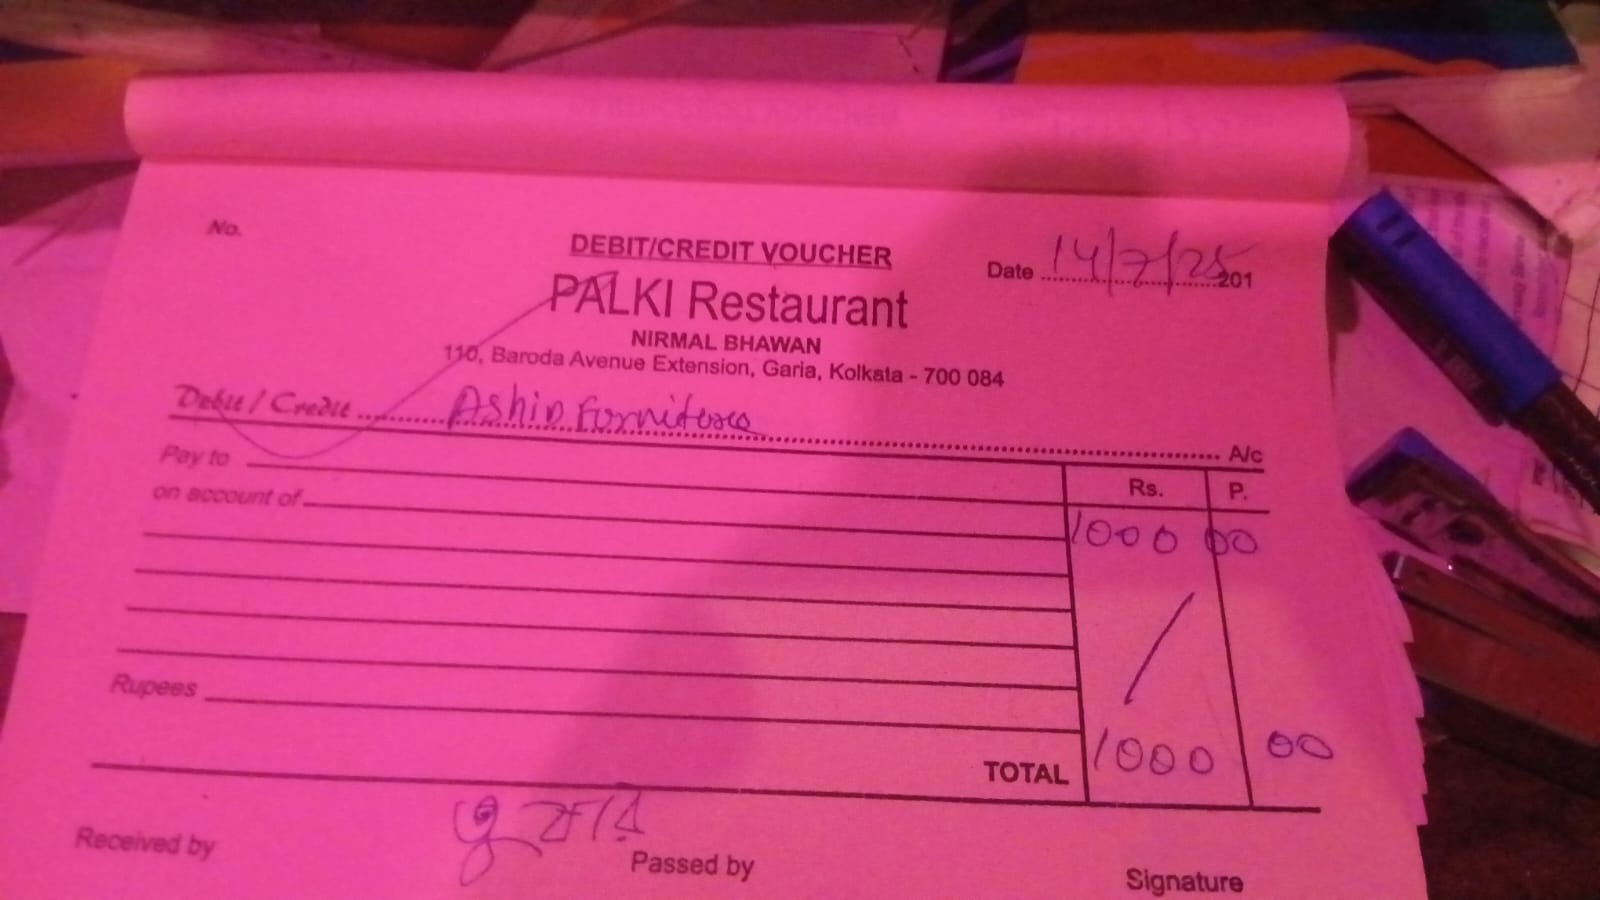 No.
DEBIT/CREDIT VOUCHER
Date 14/7/25 201
PALKI Restaurant
NIRMAL BHAWAN
110, Baroda Avenue Extension, Garia, Kolkata - 700 084
Debit / Credit Ashin Furnitures A/c
Pay to
Rs. P.
on account of
1000 00
Rupees
TOTAL 1000 00
Received by
Passed by
Signature